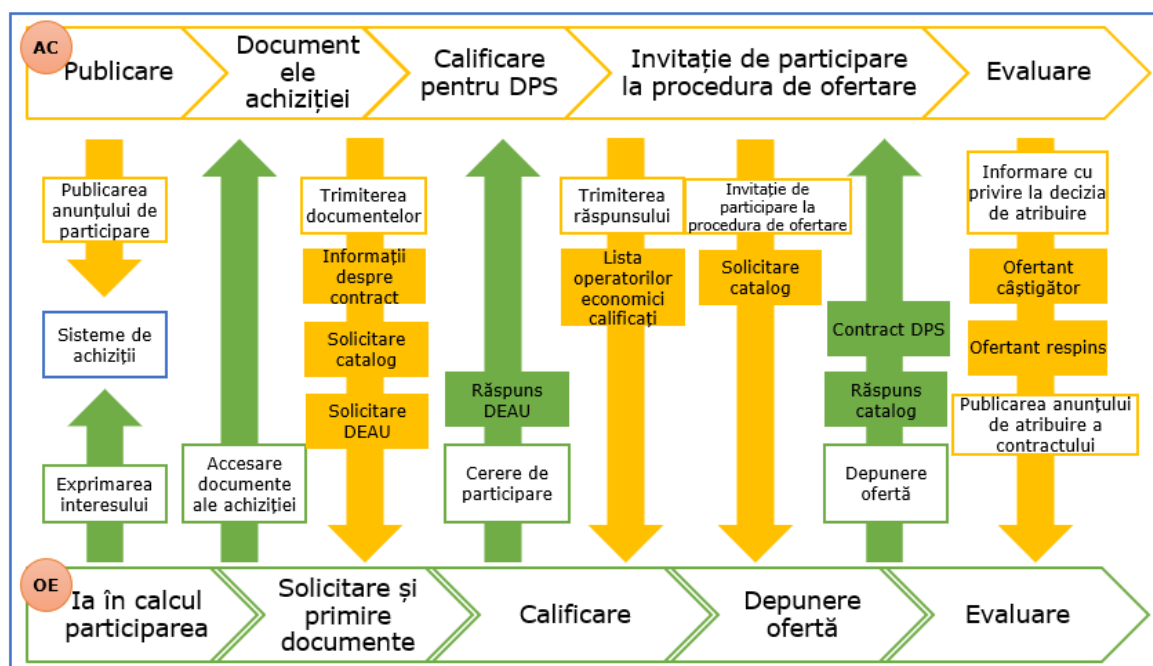 AC
Publicare
Document
ele
achiziției
Calificare
pentru DPS
Invitație de participare
la procedura de ofertare
Evaluare
Publicarea
anunțului de
participare
Sisteme de
achiziții
Exprimarea
interesului
Accesare
documente
ale achiziției
Trimiterea
documentelor
Informații
despre
contract
Solicitare
catalog
Solicitare
DEAU
Răspuns
DEAU
Cerere de
participare
Trimiterea
răspunsului
Lista
operatorilor
economici
calificați
Invitație de
participare la
procedura de ofertare
Solicitare
catalog
Contract DPS
Răspuns
catalog
Depunere
ofertă
Informare cu
privire la decizia
de atribuire
Ofertant
câștigător
Ofertant respins
Publicarea anunțului
de atribuire a
contractului
OE
Ia în calcul
participarea
Solicitare și
primire
documente
Calificare
Depunere
ofertă
Evaluare